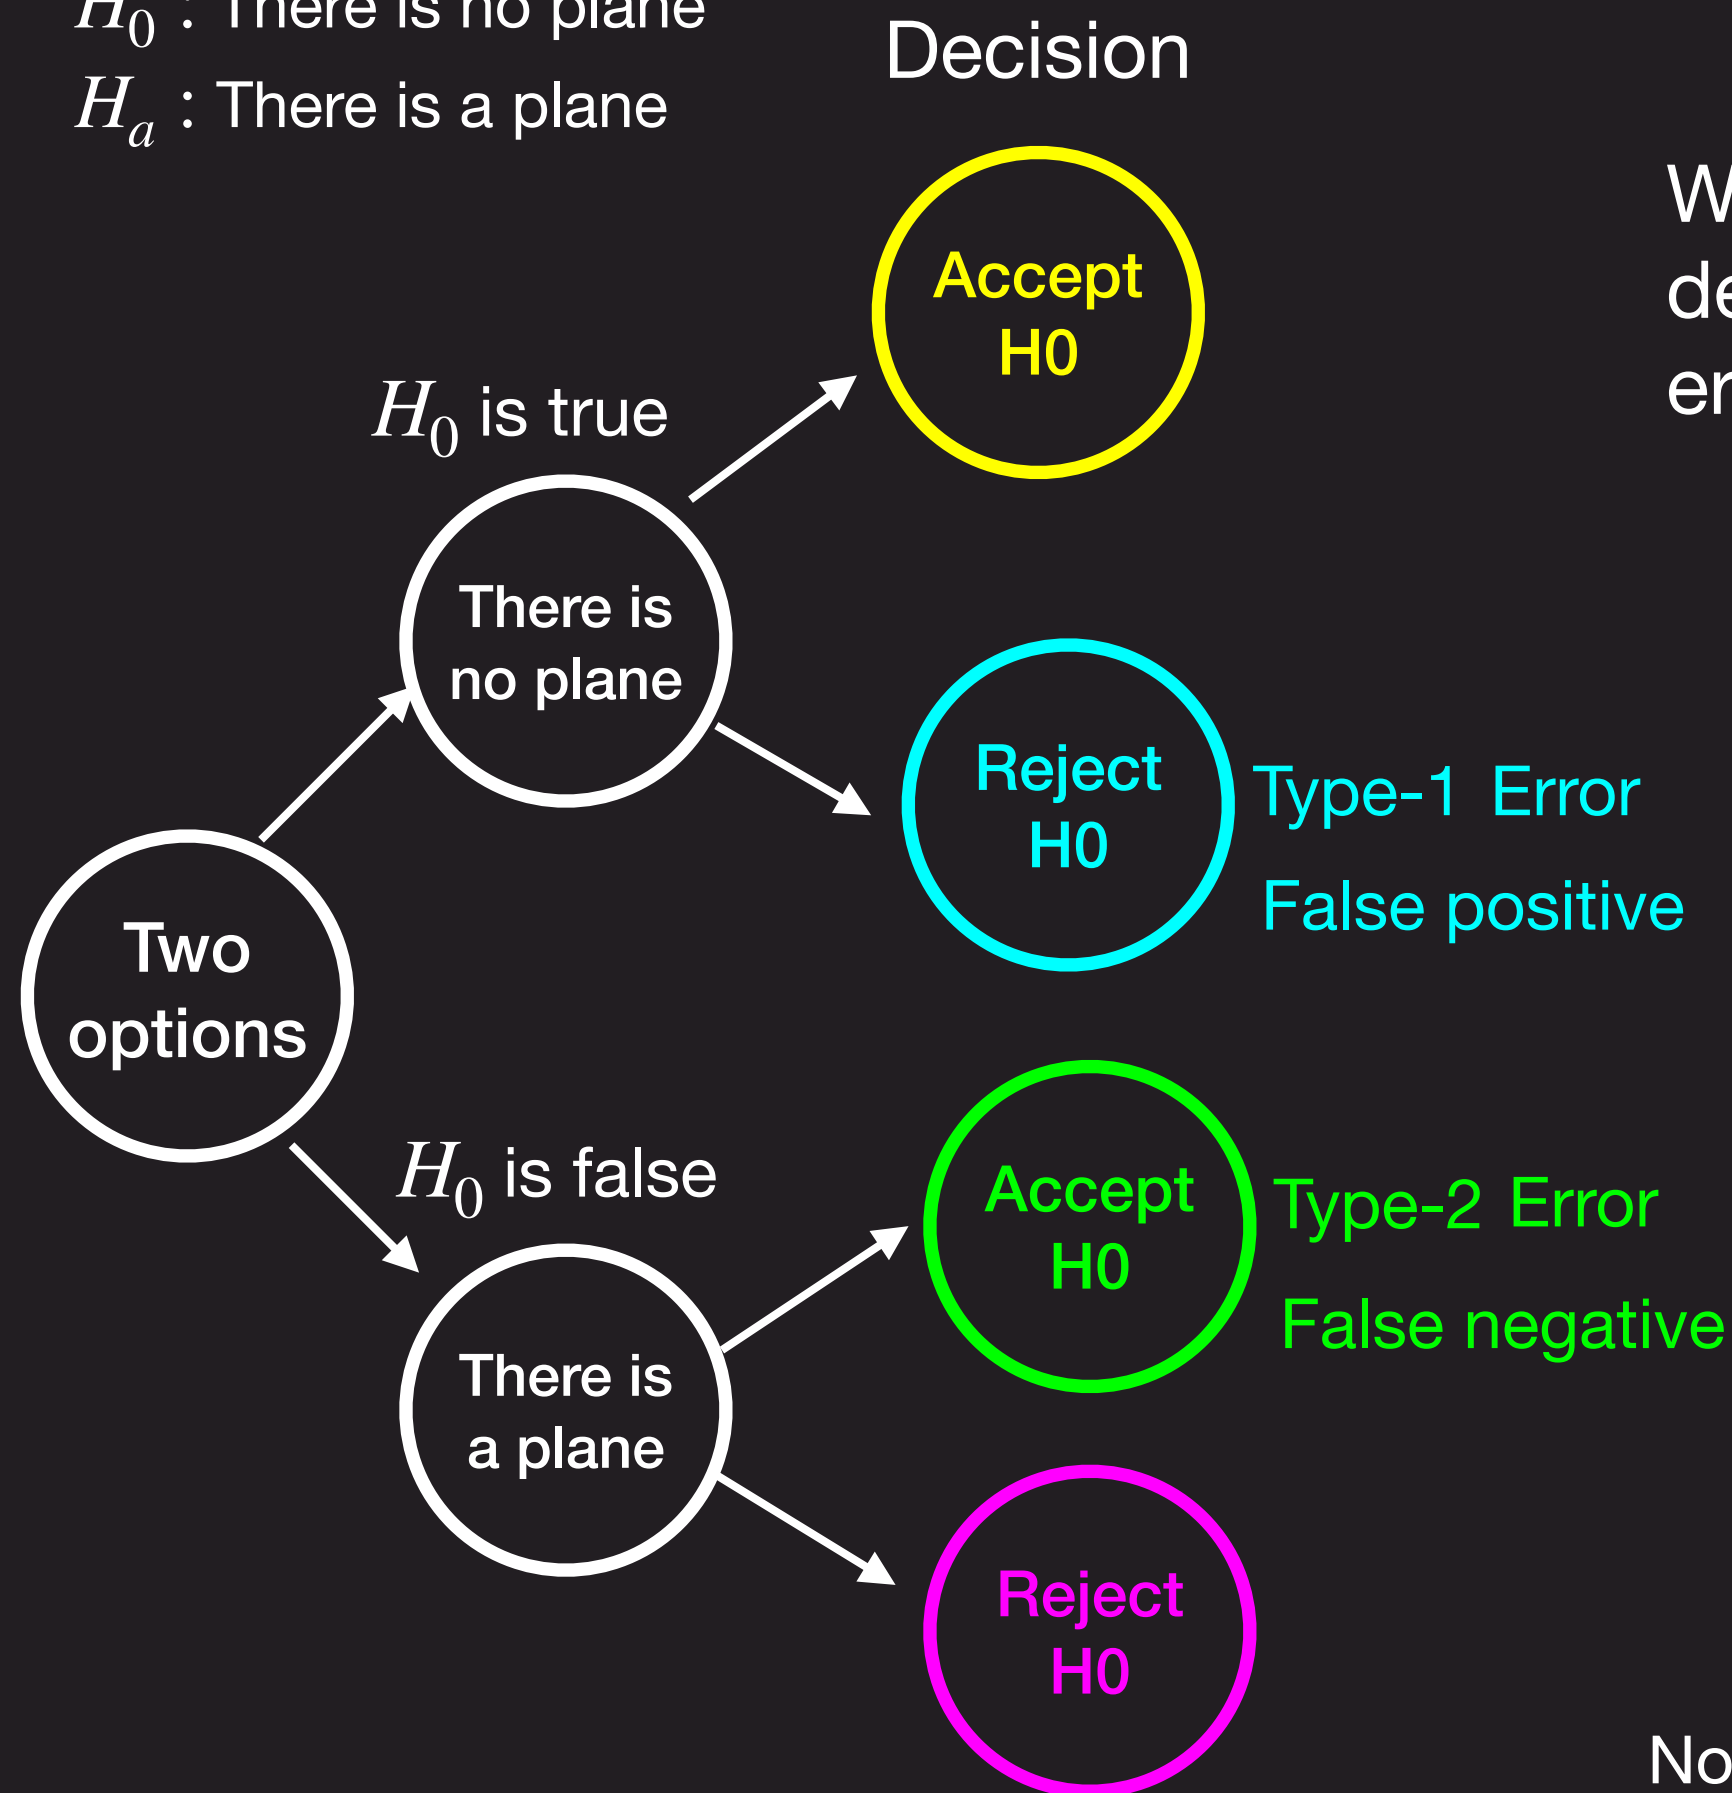 H₀ : There is no plane
Hₐ : There is a plane
Decision
Accept
H0
H₀ is true
There is
no plane
Reject
H0
Type-1 Error
False positive
Two
options
H₀ is false
Accept
H0
Type-2 Error
False negative
There is
a plane
Reject
H0